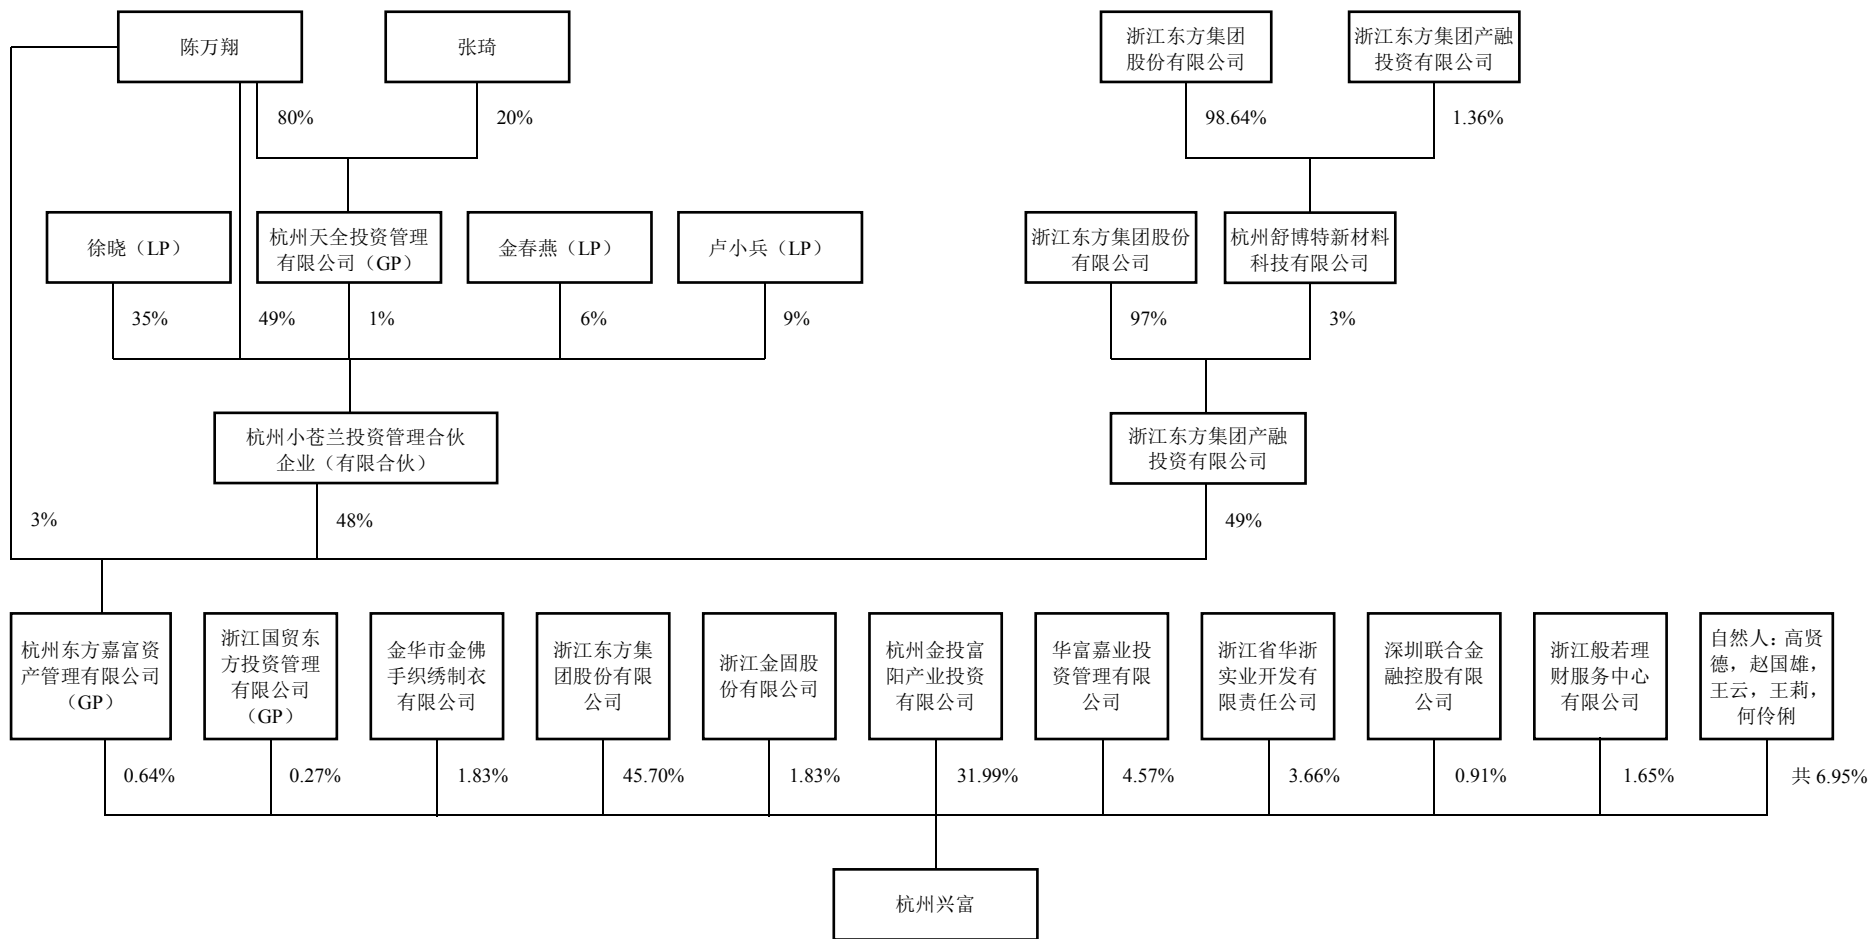 陈万翔
张琦
浙江东方集团
股份有限公司
浙江东方集团产融
投资有限公司
80%
20%
98.64%
1.36%
徐晓（LP）
杭州天全投资管理
有限公司（GP）
金春燕（LP）
卢小兵（LP）
浙江东方集团股份
有限公司
杭州舒博特新材料
科技有限公司
35%
49%
1%
6%
9%
97%
3%
杭州小苍兰投资管理合伙
企业（有限合伙）
浙江东方集团产融
投资有限公司
3%
48%
49%
杭州东方嘉富资
产管理有限公司
（GP）
浙江国贸东
方投资管理
有限公司
（GP）
金华市金佛
手织绣制衣
有限公司
浙江东方集
团股份有限
公司
浙江金固股
份有限公司
杭州金投富
阳产业投资
有限公司
华富嘉业投
资管理有限
公司
浙江省华浙
实业开发有
限责任公司
深圳联合金
融控股有限
公司
浙江般若理
财服务中心
有限公司
自然人：高贤
德，赵国雄，
王云，王莉，
何伶俐
0.64%
0.27%
1.83%
45.70%
1.83%
31.99%
4.57%
3.66%
0.91%
1.65%
共 6.95%
杭州兴富